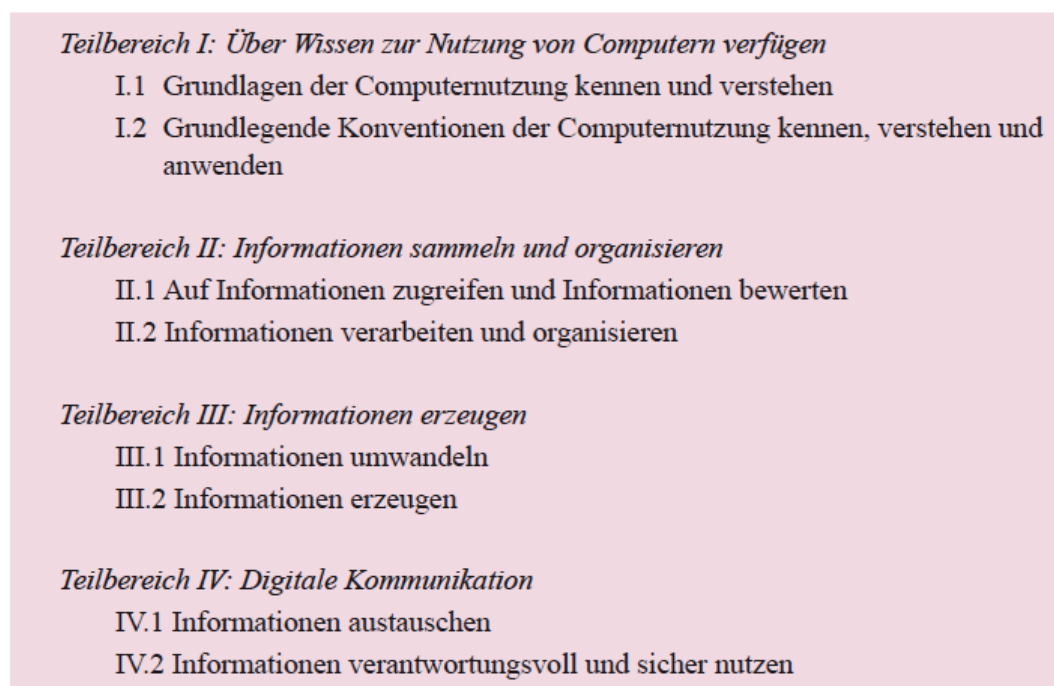 Teilbereich I: Über Wissen zur Nutzung von Computern verfügen
I.1 Grundlagen der Computernutzung kennen und verstehen
I.2 Grundlegende Konventionen der Computernutzung kennen, verstehen und
anwenden
Teilbereich II: Informationen sammeln und organisieren
II.1 Auf Informationen zugreifen und Informationen bewerten
II.2 Informationen verarbeiten und organisieren
Teilbereich III: Informationen erzeugen
III.1 Informationen umwandeln
III.2 Informationen erzeugen
Teilbereich IV: Digitale Kommunikation
IV.1 Informationen austauschen
IV.2 Informationen verantwortungsvoll und sicher nutzen